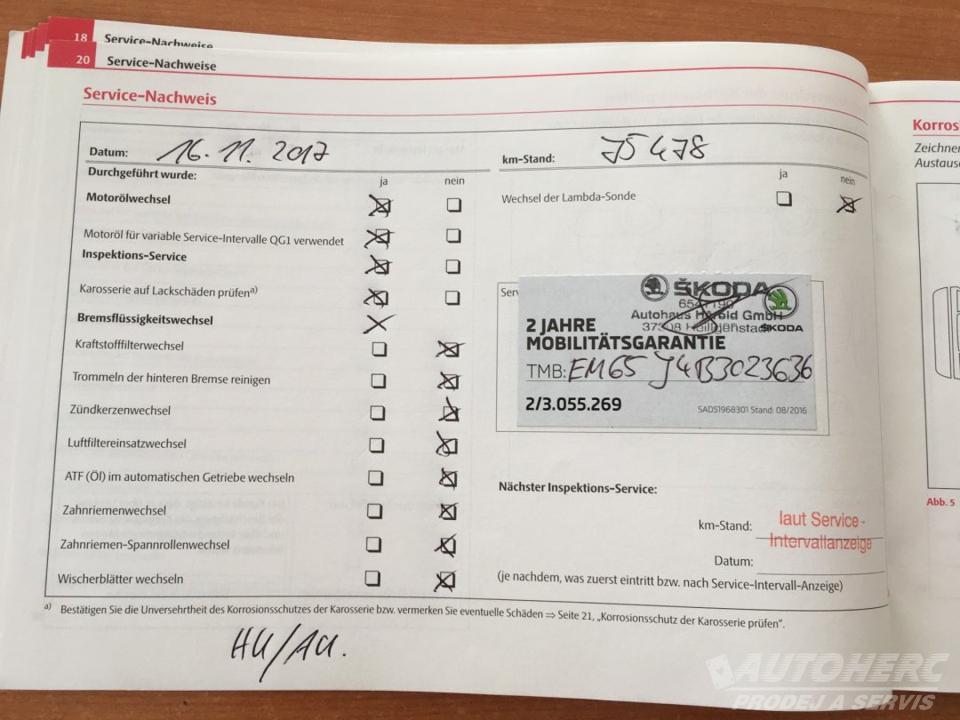 18 Service-Nachweise
20 Service-Nachweise
Service-Nachweis
Datum: 16.11.2017
km-Stand: 75 478
Durchgeführt wurde:
ja nein
ja nein
Motorölwechsel
Wechsel der Lambda-Sonde
Motoröl für variable Service-Intervalle QG1 verwendet
Inspektions-Service
Karosserie auf Lackschäden prüfen a)
Bremsflüssigkeitswechsel
Kraftstofffilterwechsel
Trommeln der hinteren Bremse reinigen
Zündkerzenwechsel
Luftfiltereinsatzwechsel
ATF (Öl) im automatischen Getriebe wechseln
Zahnriemenwechsel
Zahnriemen-Spannrollenwechsel
Wischerblätter wechseln
ŠKODA
Autohaus Herold GmbH
Heiligenstadt
ŠKODA
2 JAHRE
MOBILITÄTSGARANTIE
TMB: EM65 J4B3023636
2/3.055.269
SAD51968301 Stand: 08/2016
Nächster Inspektions-Service:
km-Stand: laut Service-
Intervallanzeige
Datum:
(je nachdem, was zuerst eintritt bzw. nach Service-Intervall-Anzeige)
a) Bestätigen Sie die Unversehrtheit des Korrosionsschutzes der Karosserie bzw. vermerken Sie eventuelle Schäden ⇒ Seite 21, „Korrosionsschutz der Karosserie prüfen“.
HU/AU.
Korros
Zeichnen
Austaus
Abb. 5
AUTOHERC
PRODEJ A SERVIS